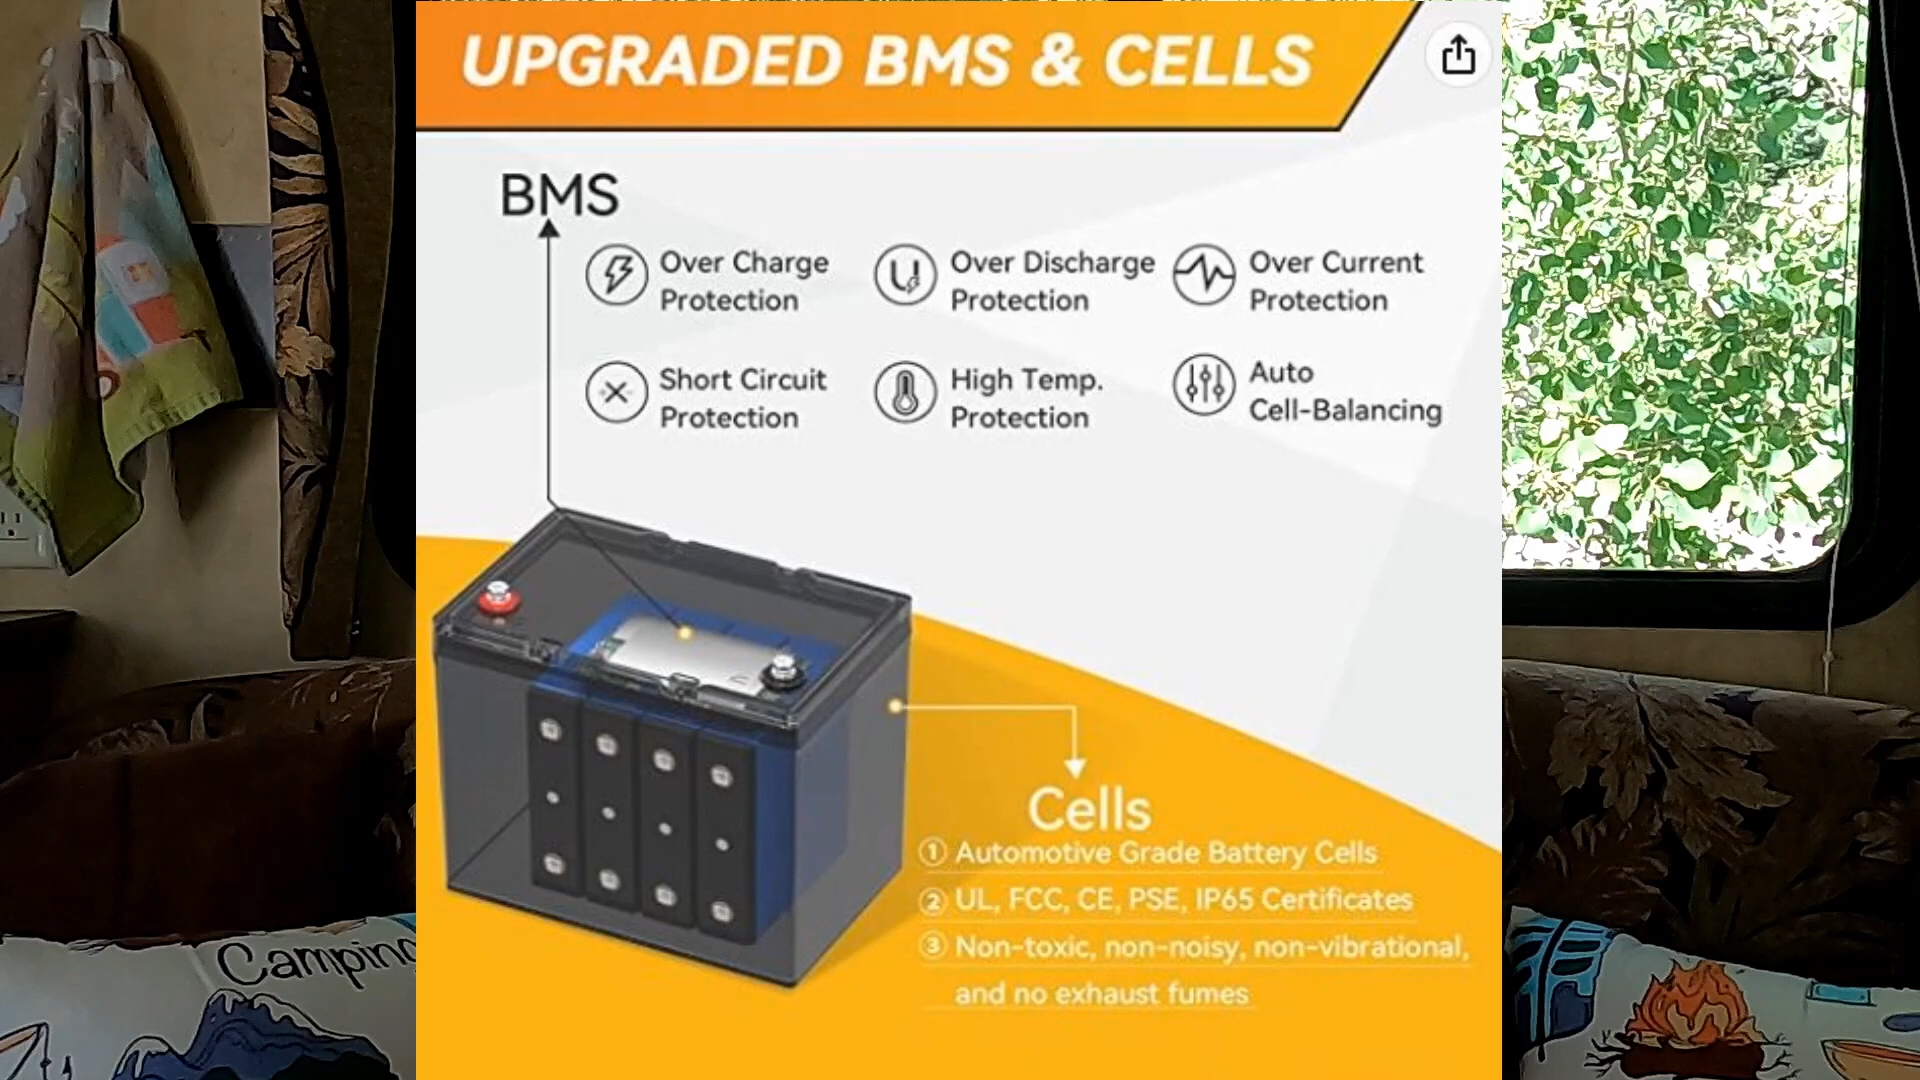 UPGRADED BMS & CELLS
BMS
Over Charge
Protection
Over Discharge
Protection
Over Current
Protection
Short Circuit
Protection
High Temp.
Protection
Auto
Cell-Balancing
Cells
① Automotive Grade Battery Cells
② UL, FCC, CE, PSE, IP65 Certificates
③ Non-toxic, non-noisy, non-vibrational,
and no exhaust fumes
Camping